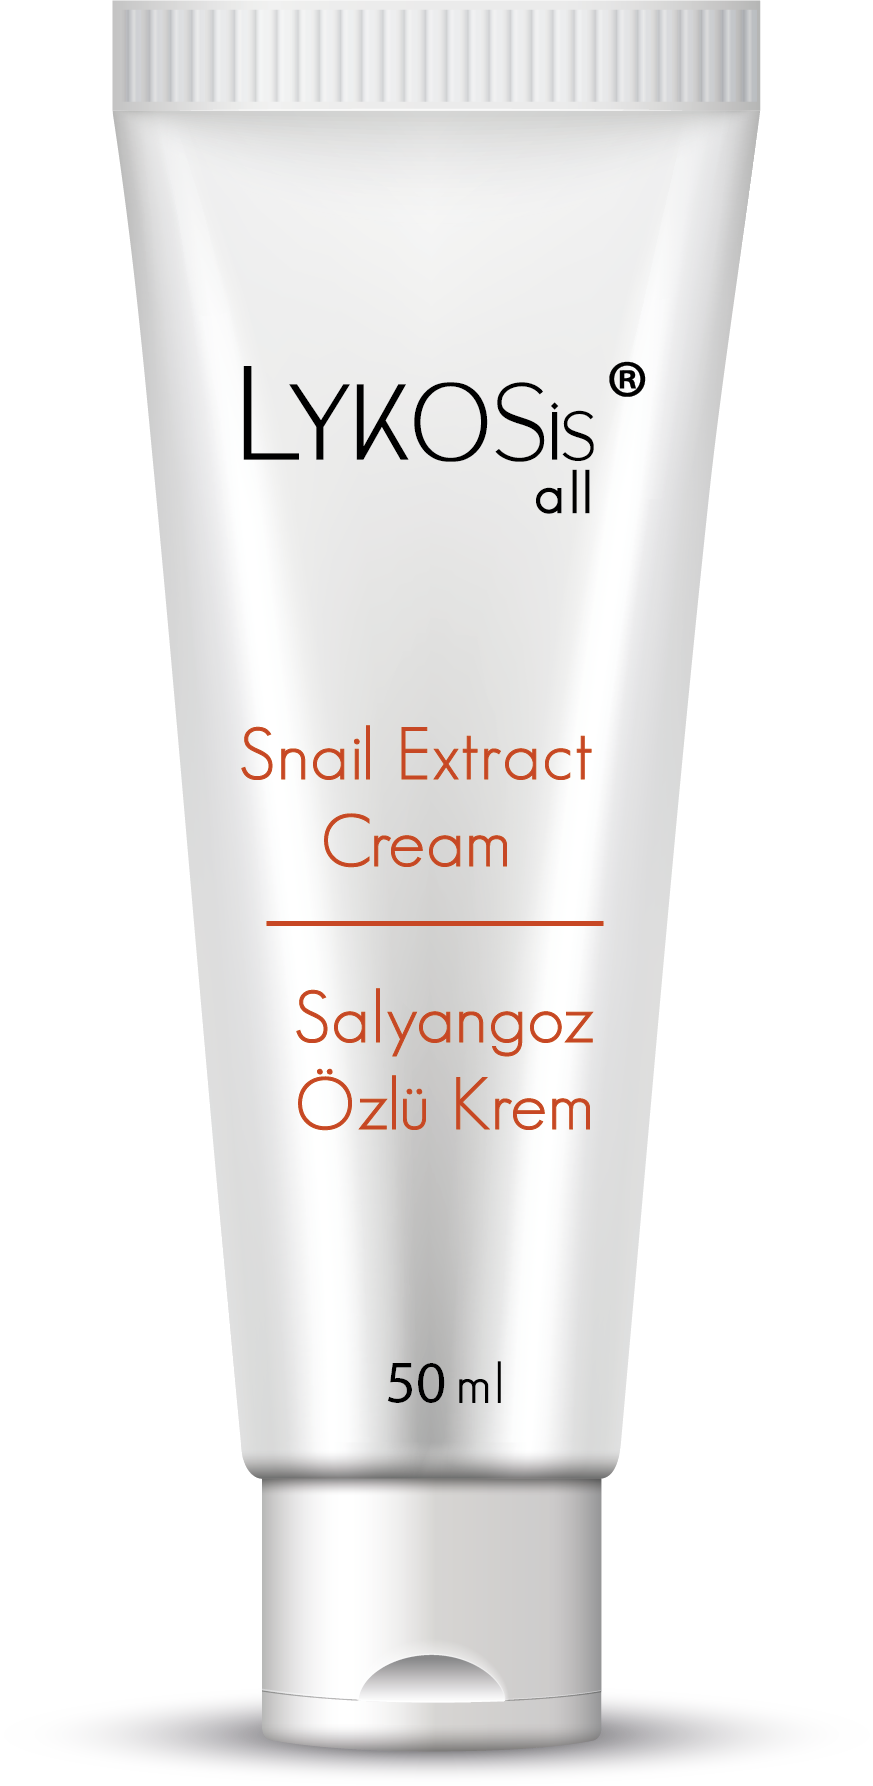 LYKOSis ®
all
Snail Extract
Cream
Salyangoz
Özlü Krem
50 ml